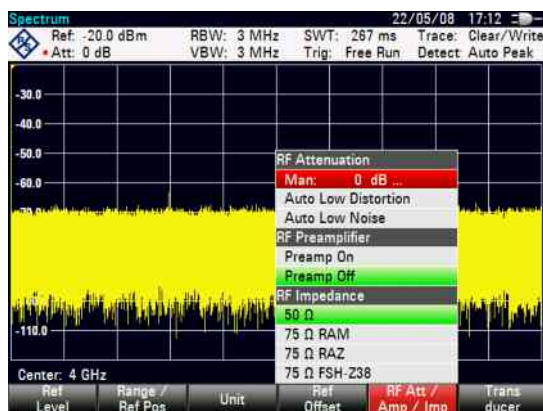 Spectrum 22/05/08 17:12
Ref: -20.0 dBm RBW: 3 MHz SWT: 267 ms Trace: Clear/Write
• Att: 0 dB VBW: 3 MHz Trig: Free Run Detect: Auto Peak
-30.0
-40.0
-50.0
-60.0
-110.0
RF Attenuation
Man: 0 dB ...
Auto Low Distortion
Auto Low Noise
RF Preamplifier
Preamp On
Preamp Off
RF Impedance
50 Ω
75 Ω RAM
75 Ω RAZ
75 Ω FSH-Z38
Center: 4 GHz
Ref Level
Range / Ref Pos
Unit
Ref Offset
RF Att / Amp / Imp
Trans ducer